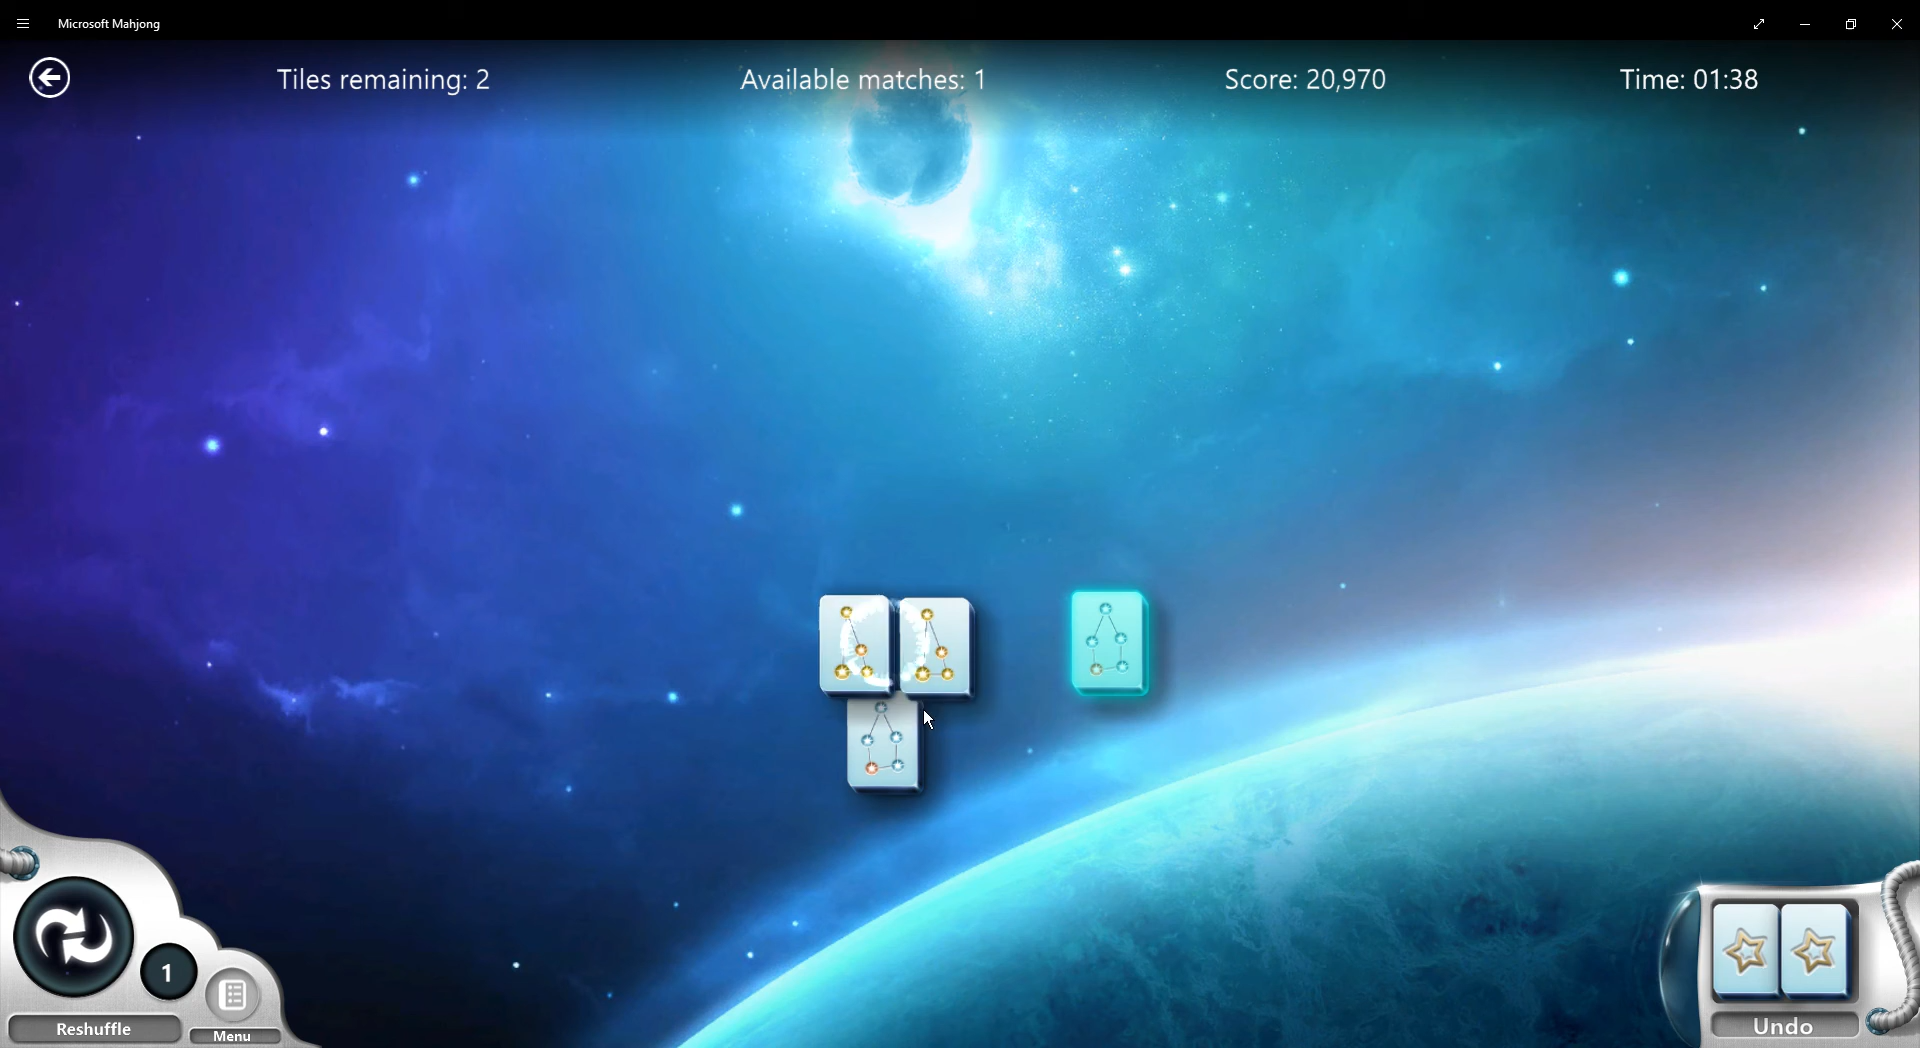 Microsoft Mahjong
Tiles remaining: 2
Available matches: 1
Score: 20,970
Time: 01:38
1
Reshuffle
Menu
Undo